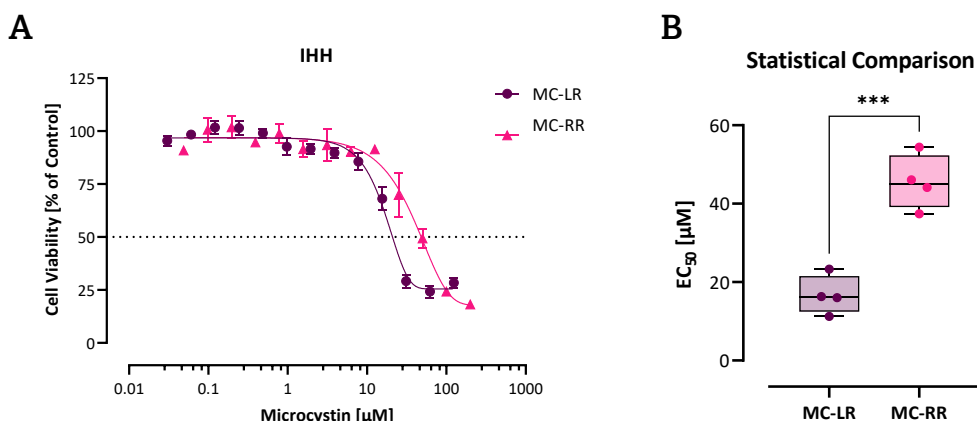 A
IHH
Cell Viability [% of Control]
125
100
75
50
25
0
0.01
0.1
1
10
100
1000
Microcystin [µM]
MC-LR
MC-RR
B
Statistical Comparison
***
EC50 [µM]
60
40
20
0
MC-LR
MC-RR